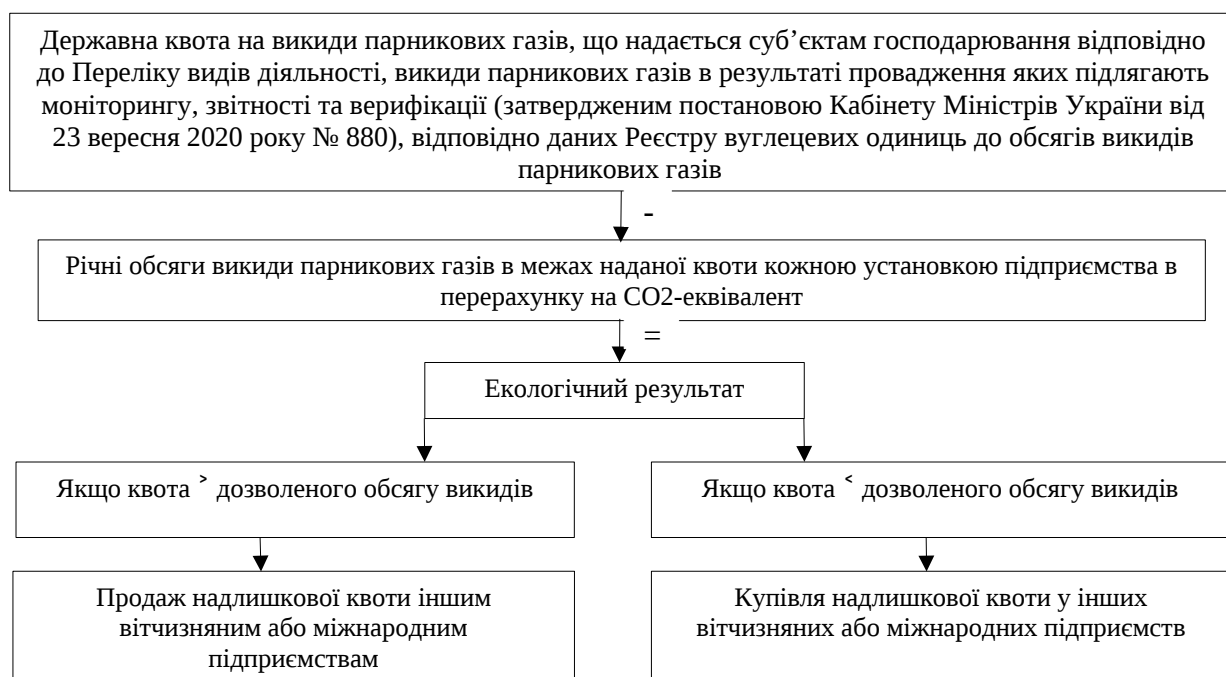 Державна квота на викиди парникових газів, що надається суб’єктам господарювання відповідно
до Переліку видів діяльності, викиди парникових газів в результаті провадження яких підлягають
моніторингу, звітності та верифікації (затвердженим постановою Кабінету Міністрів України від
23 вересня 2020 року № 880), відповідно даних Реєстру вуглецевих одиниць до обсягів викидів
парникових газів
-
Річні обсяги викиди парникових газів в межах наданої квоти кожною установкою підприємства в
перерахунку на СО2-еквівалент
=
Екологічний результат
Якщо квота ˃ дозволеного обсягу викидів
Якщо квота ˂ дозволеного обсягу викидів
Продаж надлишкової квоти іншим
вітчизняним або міжнародним
підприємствам
Купівля надлишкової квоти у інших
вітчизняних або міжнародних підприємств